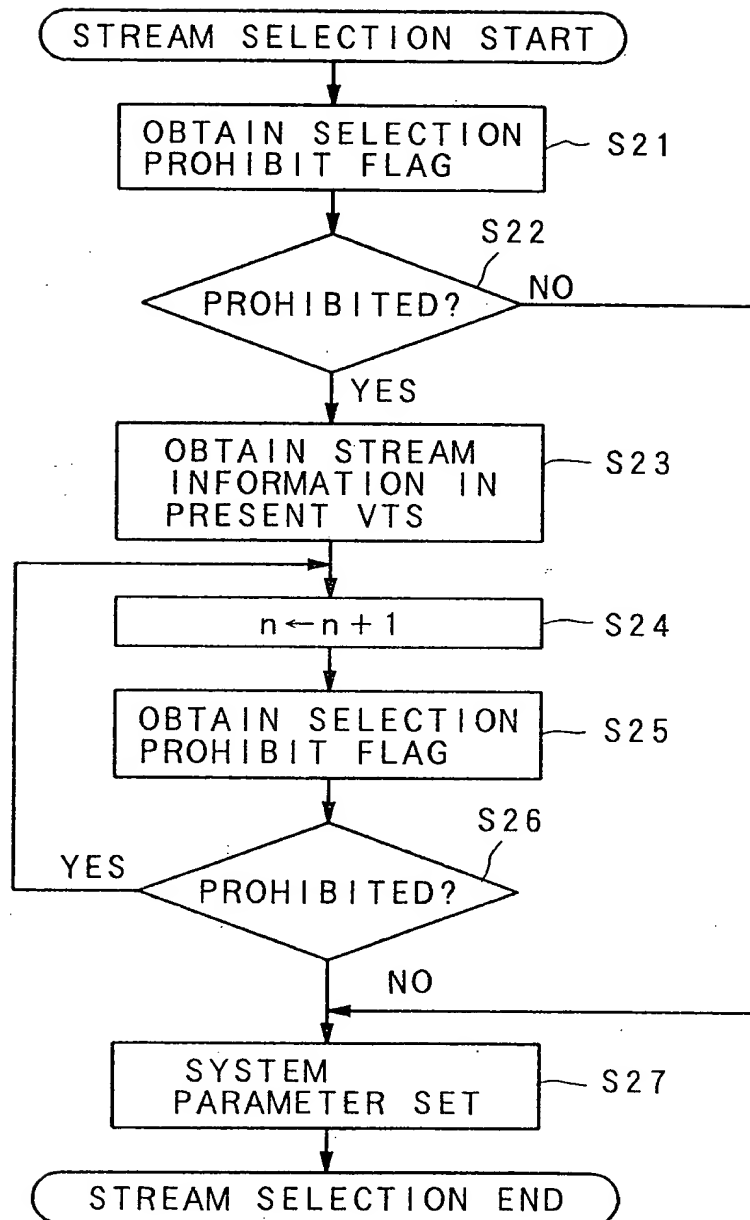 STREAM SELECTION START
OBTAIN SELECTION
PROHIBIT FLAG
S21
S22
PROHIBITED?
NO
YES
OBTAIN STREAM
INFORMATION IN
PRESENT VTS
S23
n←n+1
S24
OBTAIN SELECTION
PROHIBIT FLAG
S25
S26
YES
PROHIBITED?
NO
SYSTEM
PARAMETER SET
S27
STREAM SELECTION END